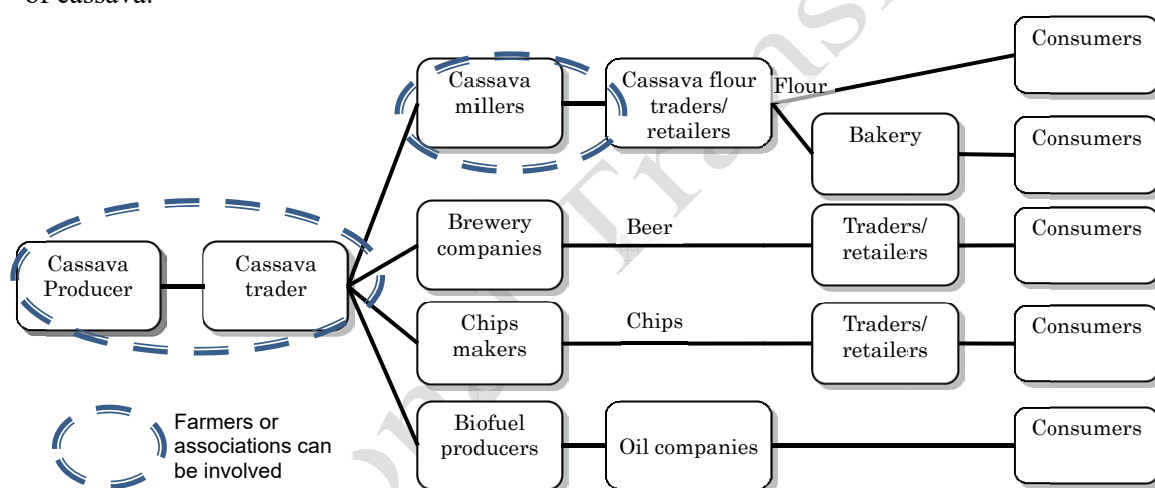 of cassava.
Consumers
Cassava
millers
Cassava flour
traders/
retailers
Flour
Bakery
Consumers
Brewery
companies
Beer
Traders/
retailers
Consumers
Cassava
Producer
Cassava
trader
Chips
makers
Chips
Traders/
retailers
Consumers
Farmers or
associations can
be involved
Biofuel
producers
Oil companies
Consumers